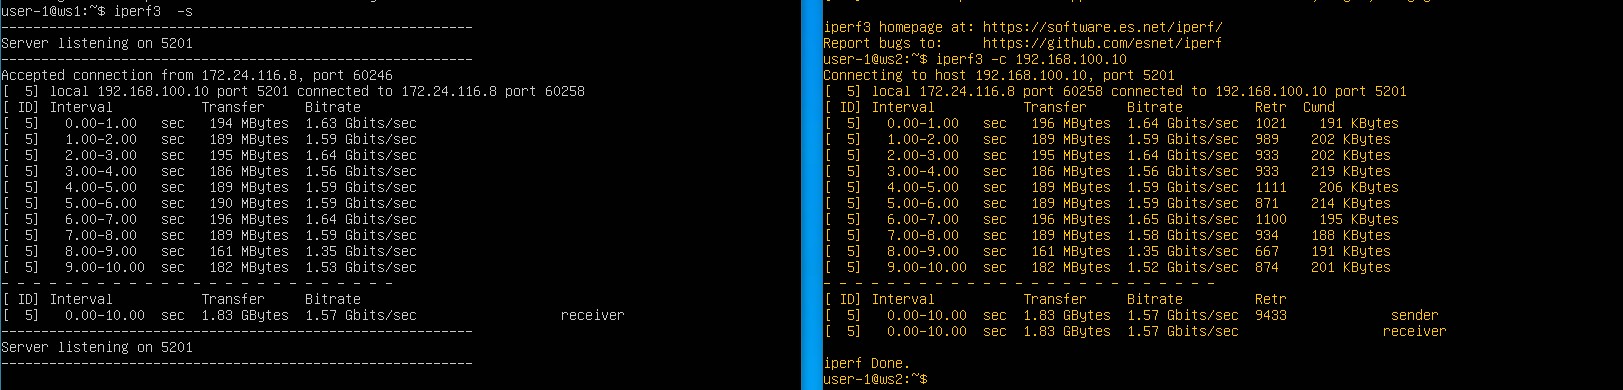 user-1@ws1:~$ iperf3  -s
-----------------------------------------------------------
Server listening on 5201
-----------------------------------------------------------
Accepted connection from 172.24.116.8, port 60246
[  5] local 192.168.100.10 port 5201 connected to 172.24.116.8 port 60258
[ ID] Interval           Transfer     Bitrate
[  5]   0.00-1.00   sec   194 MBytes  1.63 Gbits/sec
[  5]   1.00-2.00   sec   189 MBytes  1.59 Gbits/sec
[  5]   2.00-3.00   sec   195 MBytes  1.64 Gbits/sec
[  5]   3.00-4.00   sec   186 MBytes  1.56 Gbits/sec
[  5]   4.00-5.00   sec   189 MBytes  1.59 Gbits/sec
[  5]   5.00-6.00   sec   190 MBytes  1.59 Gbits/sec
[  5]   6.00-7.00   sec   196 MBytes  1.64 Gbits/sec
[  5]   7.00-8.00   sec   189 MBytes  1.59 Gbits/sec
[  5]   8.00-9.00   sec   161 MBytes  1.35 Gbits/sec
[  5]   9.00-10.00  sec   182 MBytes  1.53 Gbits/sec
- - - - - - - - - - - - - - - - - - - - - - - - -
[ ID] Interval           Transfer     Bitrate
[  5]   0.00-10.00  sec  1.83 GBytes  1.57 Gbits/sec                  receiver
-----------------------------------------------------------
Server listening on 5201
-----------------------------------------------------------
iperf3 homepage at: https://software.es.net/iperf/
Report bugs to:     https://github.com/esnet/iperf
user-1@ws2:~$ iperf3 -c 192.168.100.10
Connecting to host 192.168.100.10, port 5201
[  5] local 172.24.116.8 port 60258 connected to 192.168.100.10 port 5201
[ ID] Interval           Transfer     Bitrate         Retr  Cwnd
[  5]   0.00-1.00   sec   196 MBytes  1.64 Gbits/sec  1021    191 KBytes
[  5]   1.00-2.00   sec   189 MBytes  1.59 Gbits/sec  989    202 KBytes
[  5]   2.00-3.00   sec   195 MBytes  1.64 Gbits/sec  933    202 KBytes
[  5]   3.00-4.00   sec   186 MBytes  1.56 Gbits/sec  933    219 KBytes
[  5]   4.00-5.00   sec   189 MBytes  1.59 Gbits/sec  1111    206 KBytes
[  5]   5.00-6.00   sec   189 MBytes  1.59 Gbits/sec  871    214 KBytes
[  5]   6.00-7.00   sec   196 MBytes  1.65 Gbits/sec  1100    195 KBytes
[  5]   7.00-8.00   sec   189 MBytes  1.58 Gbits/sec  934    188 KBytes
[  5]   8.00-9.00   sec   161 MBytes  1.35 Gbits/sec  667    191 KBytes
[  5]   9.00-10.00  sec   182 MBytes  1.52 Gbits/sec  874    201 KBytes
- - - - - - - - - - - - - - - - - - - - - - - - -
[ ID] Interval           Transfer     Bitrate         Retr
[  5]   0.00-10.00  sec  1.83 GBytes  1.57 Gbits/sec  9433             sender
[  5]   0.00-10.00  sec  1.83 GBytes  1.57 Gbits/sec                  receiver
iperf Done.
user-1@ws2:~$